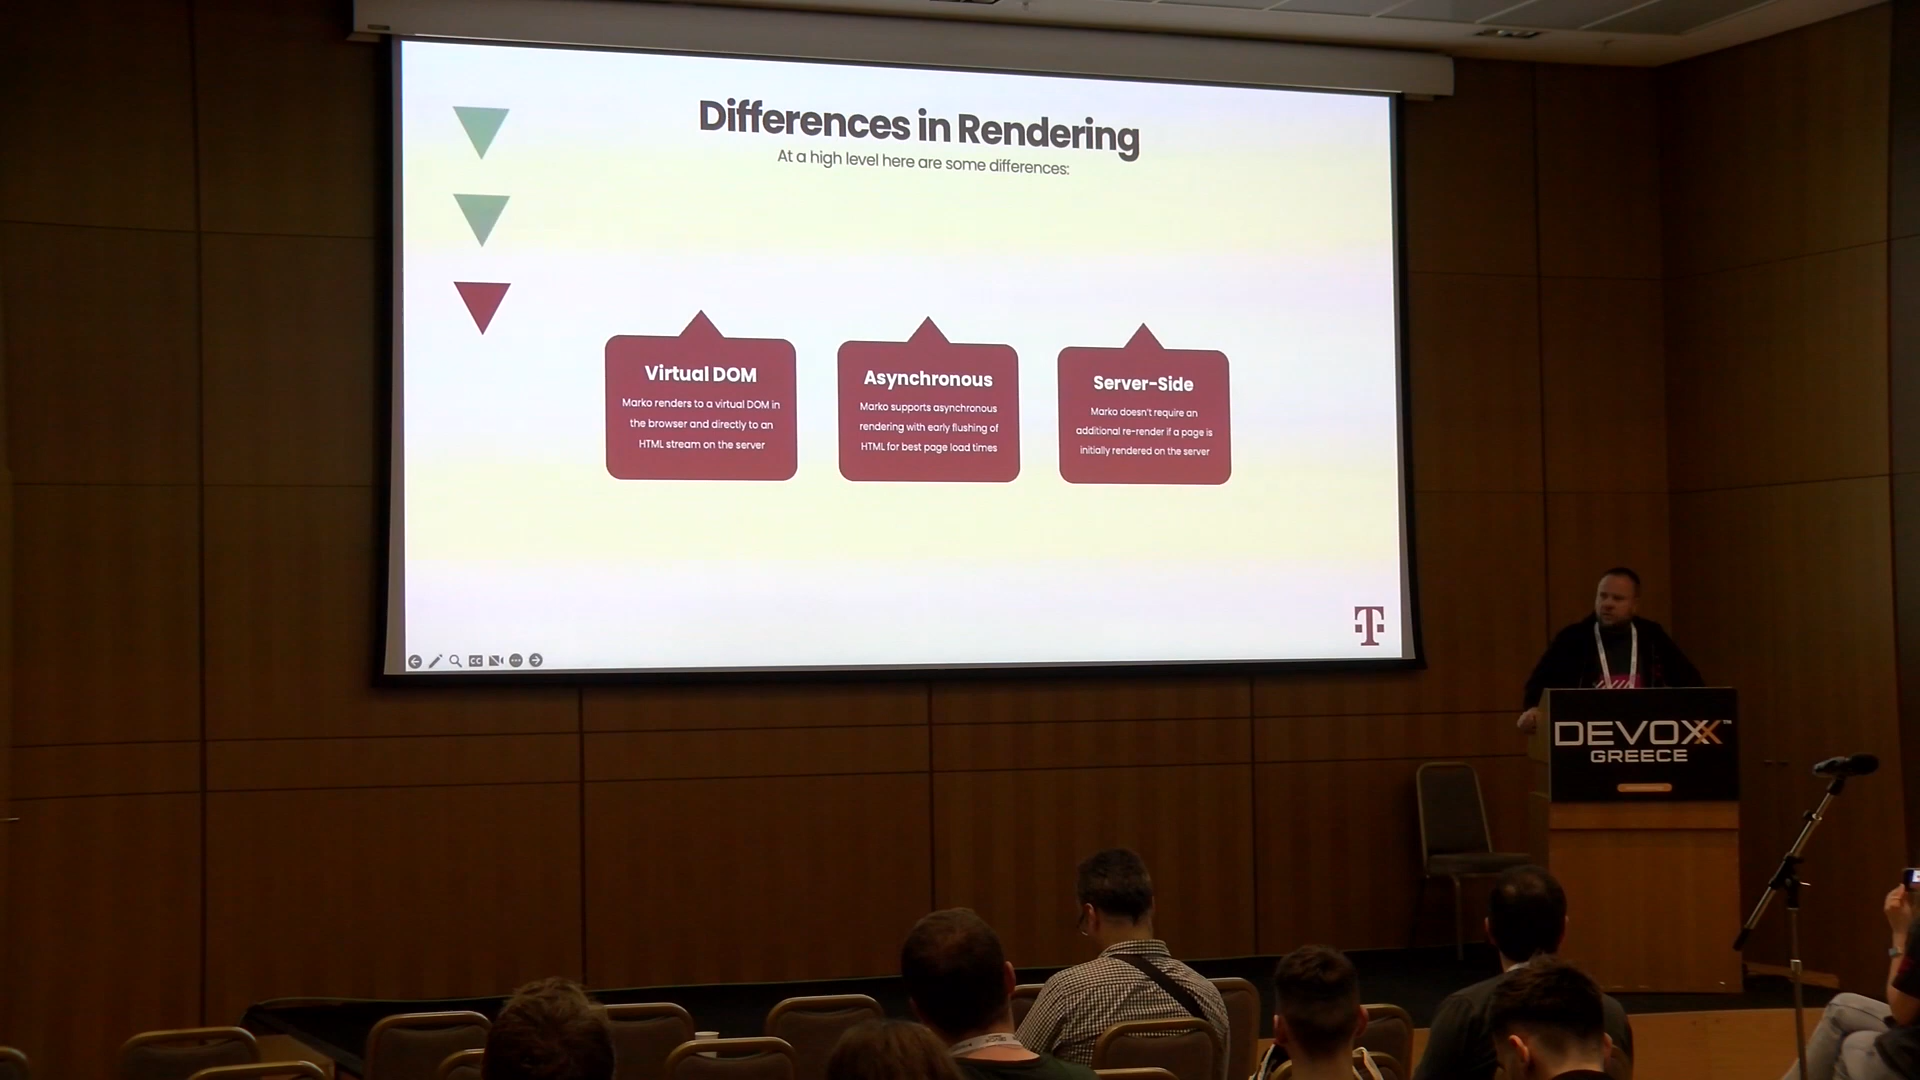 Differences in Rendering
At a high level here are some differences:
Virtual DOM
Marko renders to a virtual DOM in
the browser and directly to an
HTML stream on the server
Asynchronous
Marko supports asynchronous
rendering with early flushing of
HTML for best page load times
Server-Side
Marko doesn't require an
additional re-render if a page is
initially rendered on the server
T
CC
DEVOXX™
GREECE